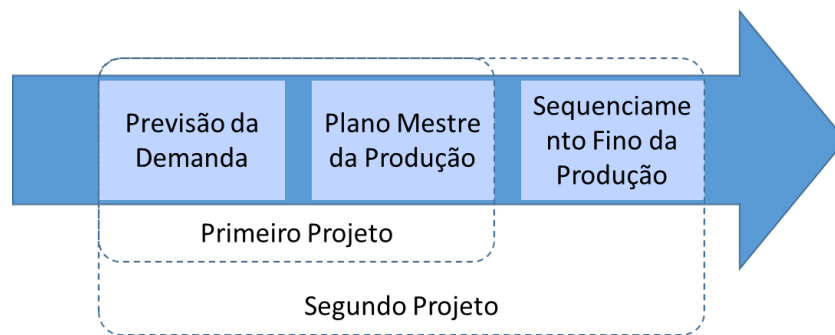 Previsão da
Demanda
Plano Mestre
da Produção
Sequenciame
nto Fino da
Produção
Primeiro Projeto
Segundo Projeto